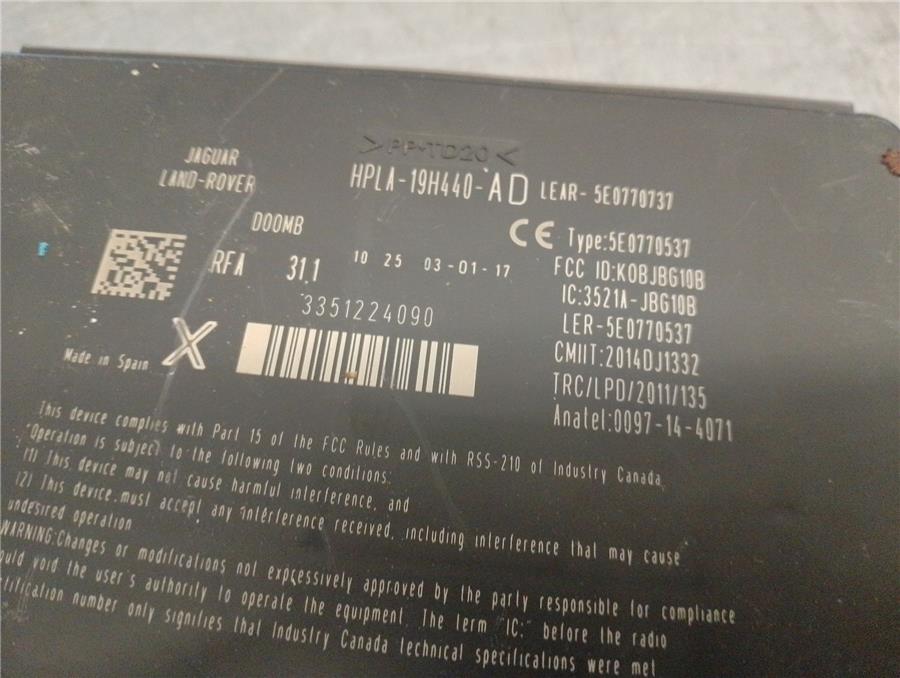 >PP-TD20<
JAGUAR
LAND-ROVER
HPLA-19H440-AD LEAR- 5E0770737
D00MB
CE Type:5E0770537
RFA 31.1 10 25 03-01-17
FCC ID:KOBJBG10B
IC:3521A-JBG10B
3351224090
LER-5E0770537
X
Made in Spain
CMIIT:2014DJ1332
TRC/LPD/2011/135
Anatel:0097-14-4071
This device complies with Part 15 of the FCC Rules and with RSS-210 of Industry Canada
"Operation is subject to the following two conditions:
(1) This device may not cause harmful interference, and
(2) This device.must accept any interference received, including interference that may cause
undesired operation
WARNING:Changes or modifications not expcessively approved by the party responsible for compliance
ould void the user's authority to operate the equipment. The term "IC:" before the radio
tification number only signifies that Industry Canada technical specifications were met